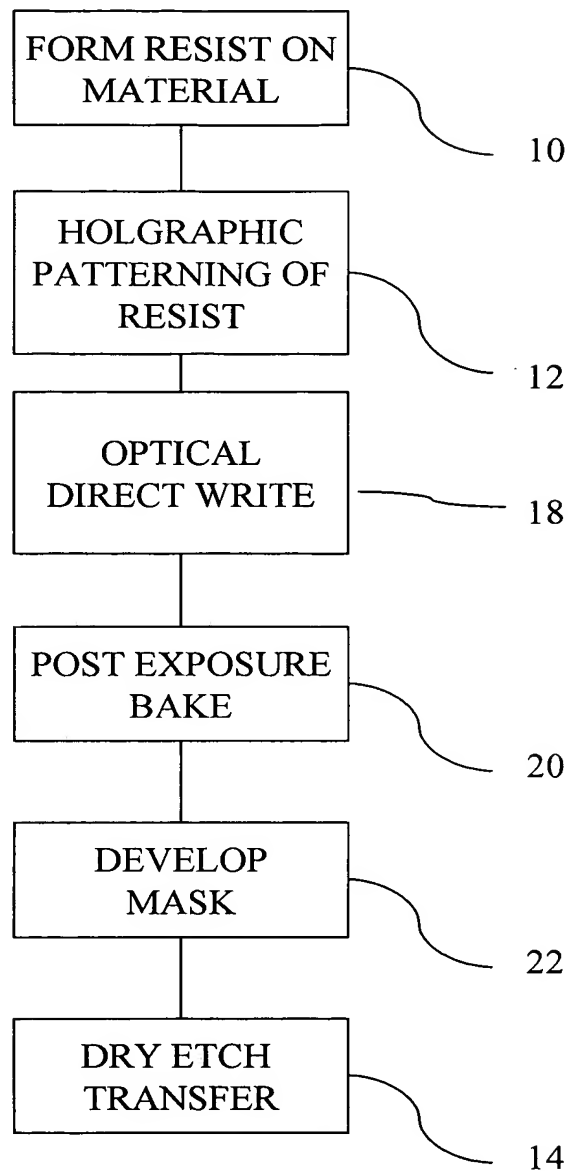 FORM RESIST ON
MATERIAL
10
HOLGRAPHIC
PATTERNING OF
RESIST
12
OPTICAL
DIRECT WRITE
18
POST EXPOSURE
BAKE
20
DEVELOP
MASK
22
DRY ETCH
TRANSFER
14